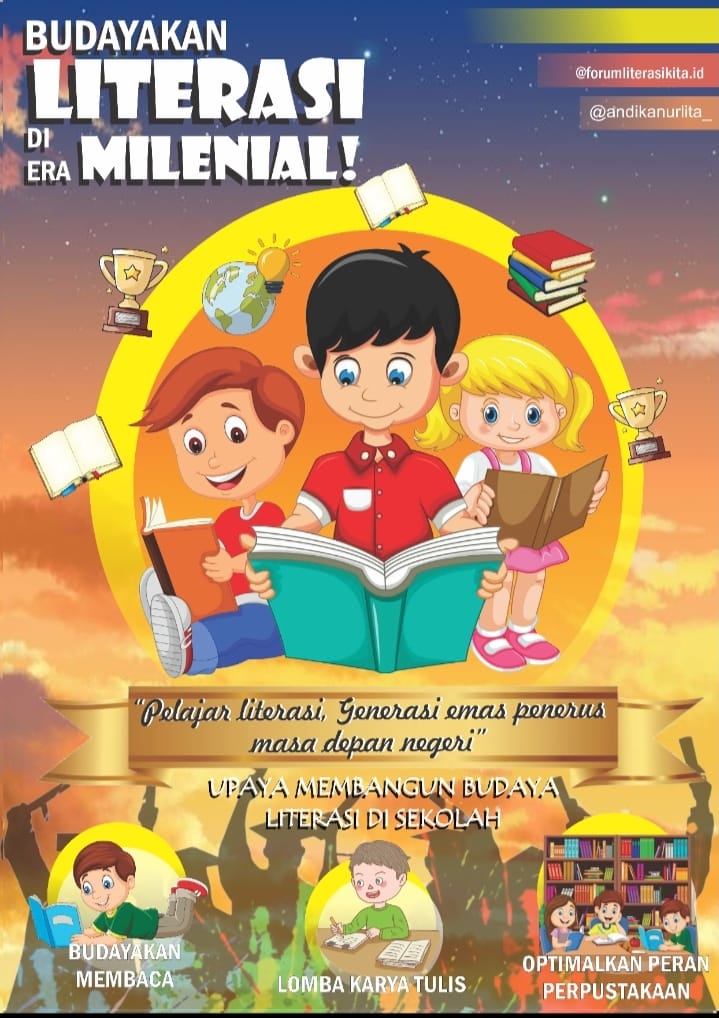 BUDAYAKAN
LITERASI
DI
ERA MILENIAL!
@forumliterasikita.id
@andikanurlita_
"Pelajar literasi, Generasi emas penerus
masa depan negeri"
UPAYA MEMBANGUN BUDAYA
LITERASI DI SEKOLAH
BUDAYAKAN
MEMBACA
LOMBA KARYA TULIS
OPTIMALKAN PERAN
PERPUSTAKAAN